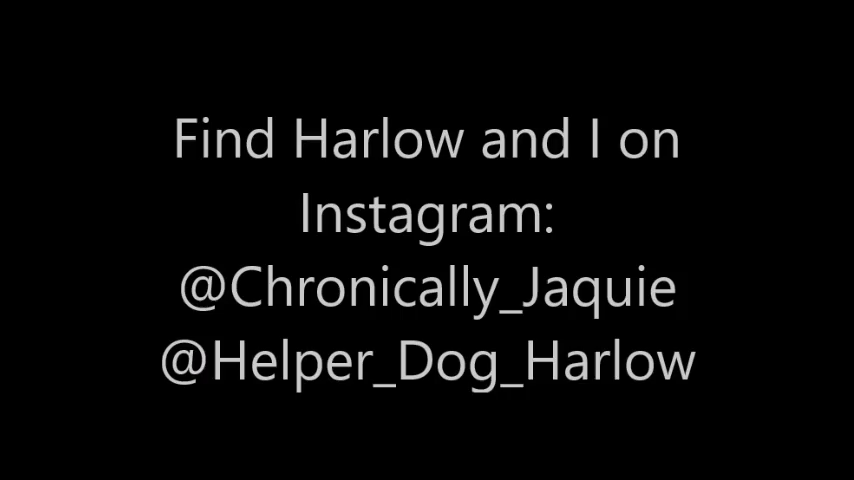 Find Harlow and I on
Instagram:
@Chronically_Jaquie
@Helper_Dog_Harlow